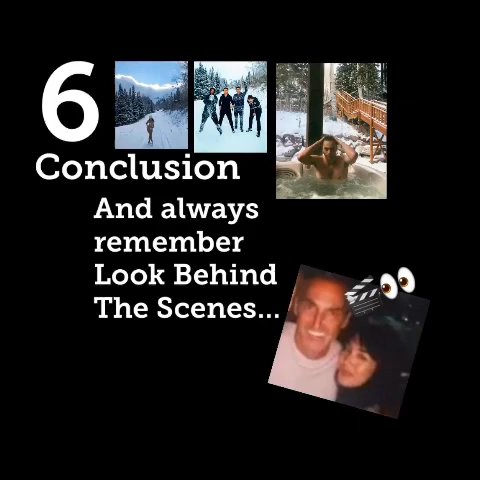 6
Conclusion
And always
remember
Look Behind
The Scenes...